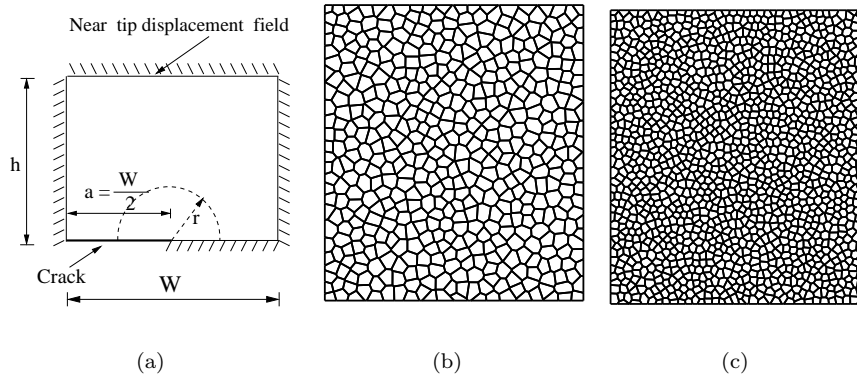 Near tip displacement field
h
a = W
2
r
Crack
W
(a)
(b)
(c)